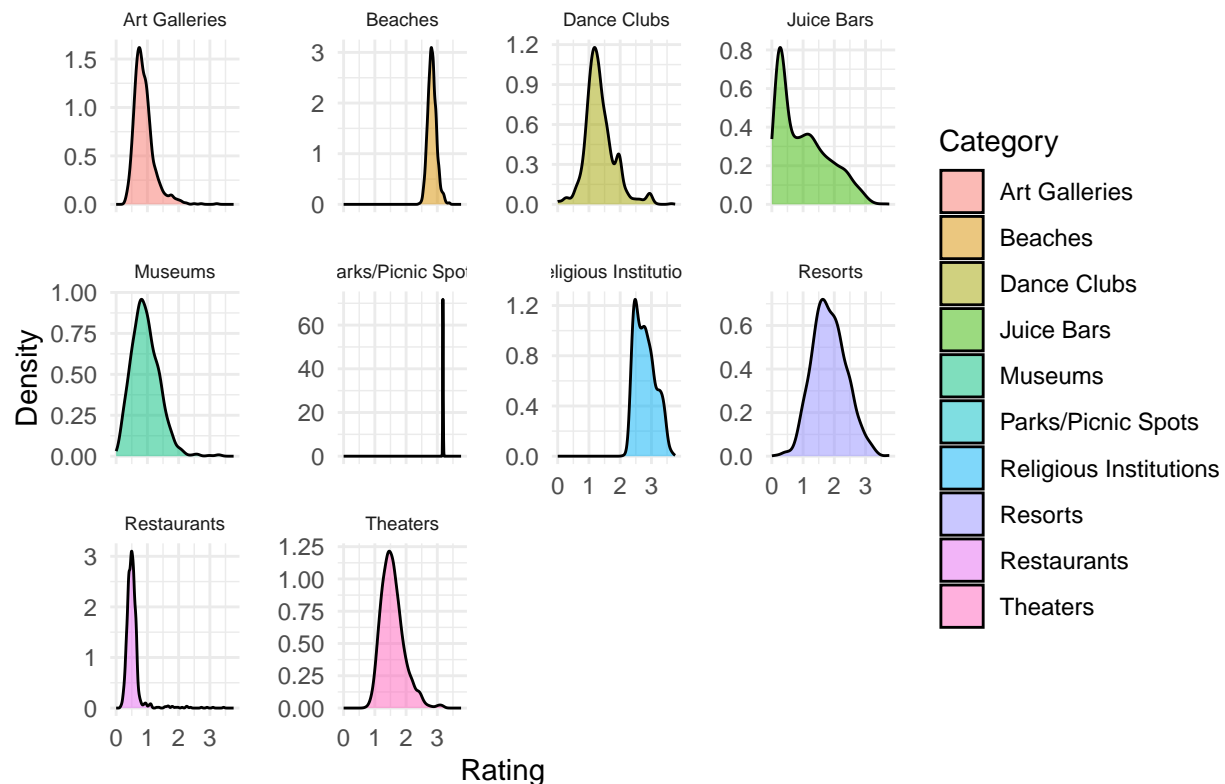 Art Galleries
Beaches
Dance Clubs
Juice Bars
1.5
1.0
0.5
0.0
3
2
1
0
1.2
0.9
0.6
0.3
0.0
0.8
0.6
0.4
0.2
0.0
Museums
arks/Picnic Spot
eligious Institutio
Resorts
1.00
0.75
0.50
0.25
0.00
60
40
20
0
1.2
0.8
0.4
0.0
0 1 2 3
0.6
0.4
0.2
0.0
0 1 2 3
Restaurants
Theaters
3
2
1
0
0 1 2 3
1.25
1.00
0.75
0.50
0.25
0.00
0 1 2 3
Density
Rating
Category
Art Galleries
Beaches
Dance Clubs
Juice Bars
Museums
Parks/Picnic Spots
Religious Institutions
Resorts
Restaurants
Theaters